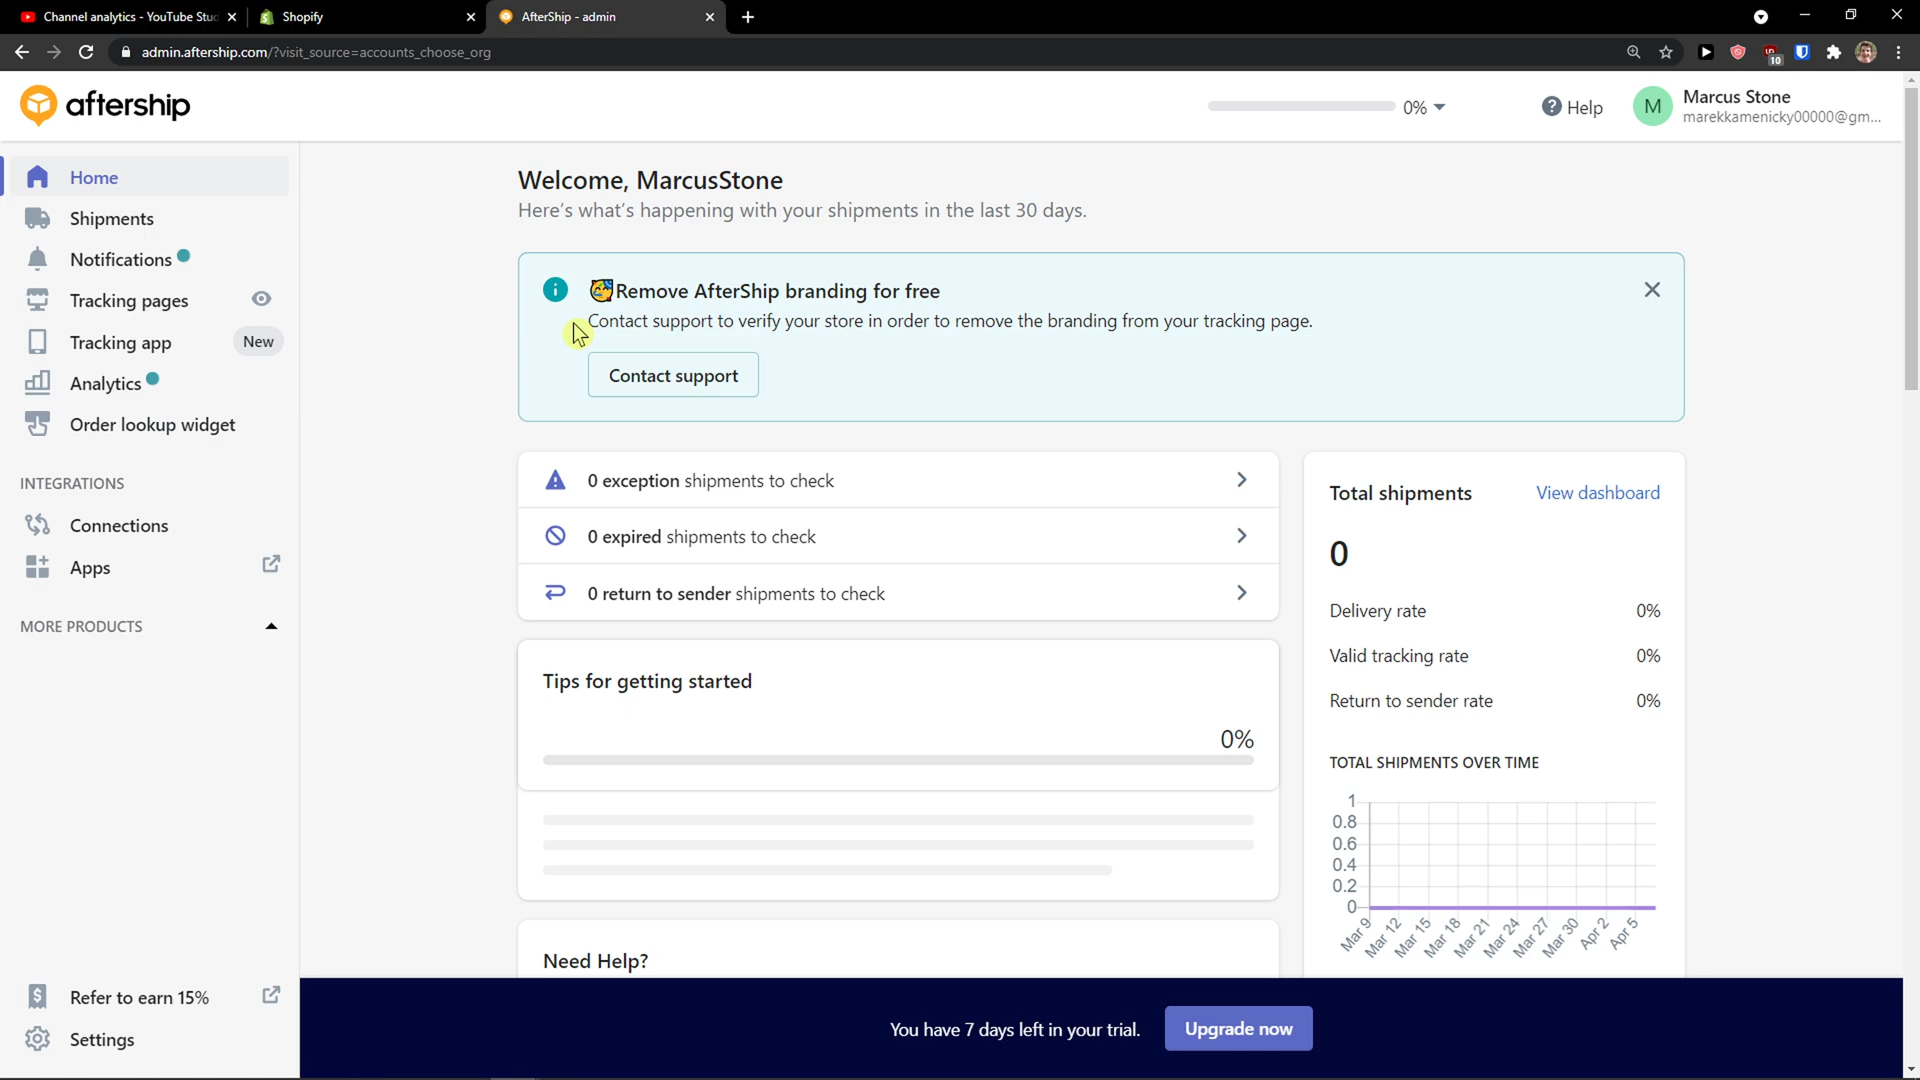 Channel analytics - YouTube Stu
Shopify
AfterShip - admin
admin.aftership.com/?visit_source=accounts_choose_org
10
aftership
0%
Help
M
Marcus Stone
marekkamenicky00000@gm...
Home
Shipments
Notifications
Tracking pages
Tracking app
New
Analytics
Order lookup widget
INTEGRATIONS
Connections
Apps
MORE PRODUCTS
Refer to earn 15%
Settings
Welcome, MarcusStone
Here's what's happening with your shipments in the last 30 days.
🥳Remove AfterShip branding for free
Contact support to verify your store in order to remove the branding from your tracking page.
Contact support
0 exception shipments to check
0 expired shipments to check
0 return to sender shipments to check
Tips for getting started
0%
Need Help?
Total shipments
View dashboard
0
Delivery rate 0%
Valid tracking rate 0%
Return to sender rate 0%
TOTAL SHIPMENTS OVER TIME
1
0.8
0.6
0.4
0.2
0
Mar 9 Mar 12 Mar 15 Mar 18 Mar 21 Mar 24 Mar 27 Mar 30 Apr 2 Apr 5
You have 7 days left in your trial.
Upgrade now